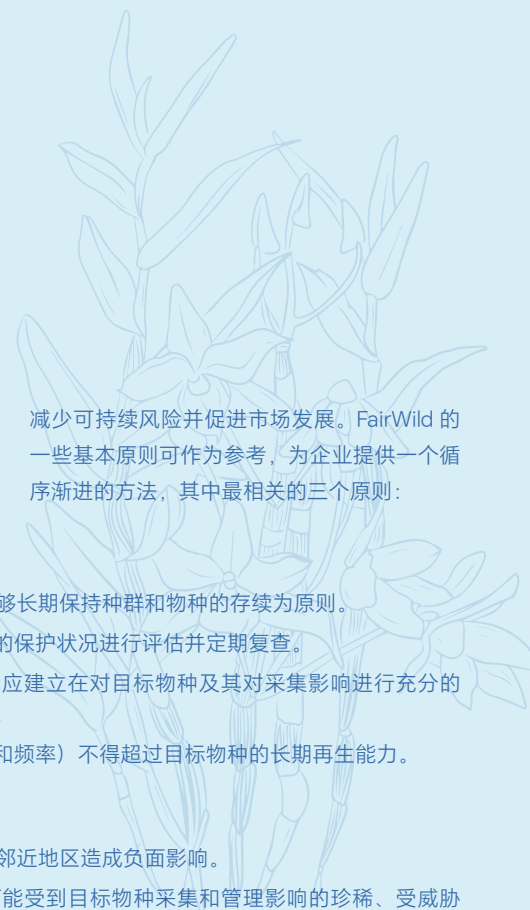 减少可持续风险并促进市场发展。FairWild 的
一些基本原则可作为参考，为企业提供一个循
序渐进的方法，其中最相关的三个原则：
够长期保持种群和物种的存续为原则。
的保护状况进行评估并定期复查。
应建立在对目标物种及其对采集影响进行充分的
和频率）不得超过目标物种的长期再生能力。
邻近地区造成负面影响。
能受到目标物种采集和管理影响的珍稀、受威胁